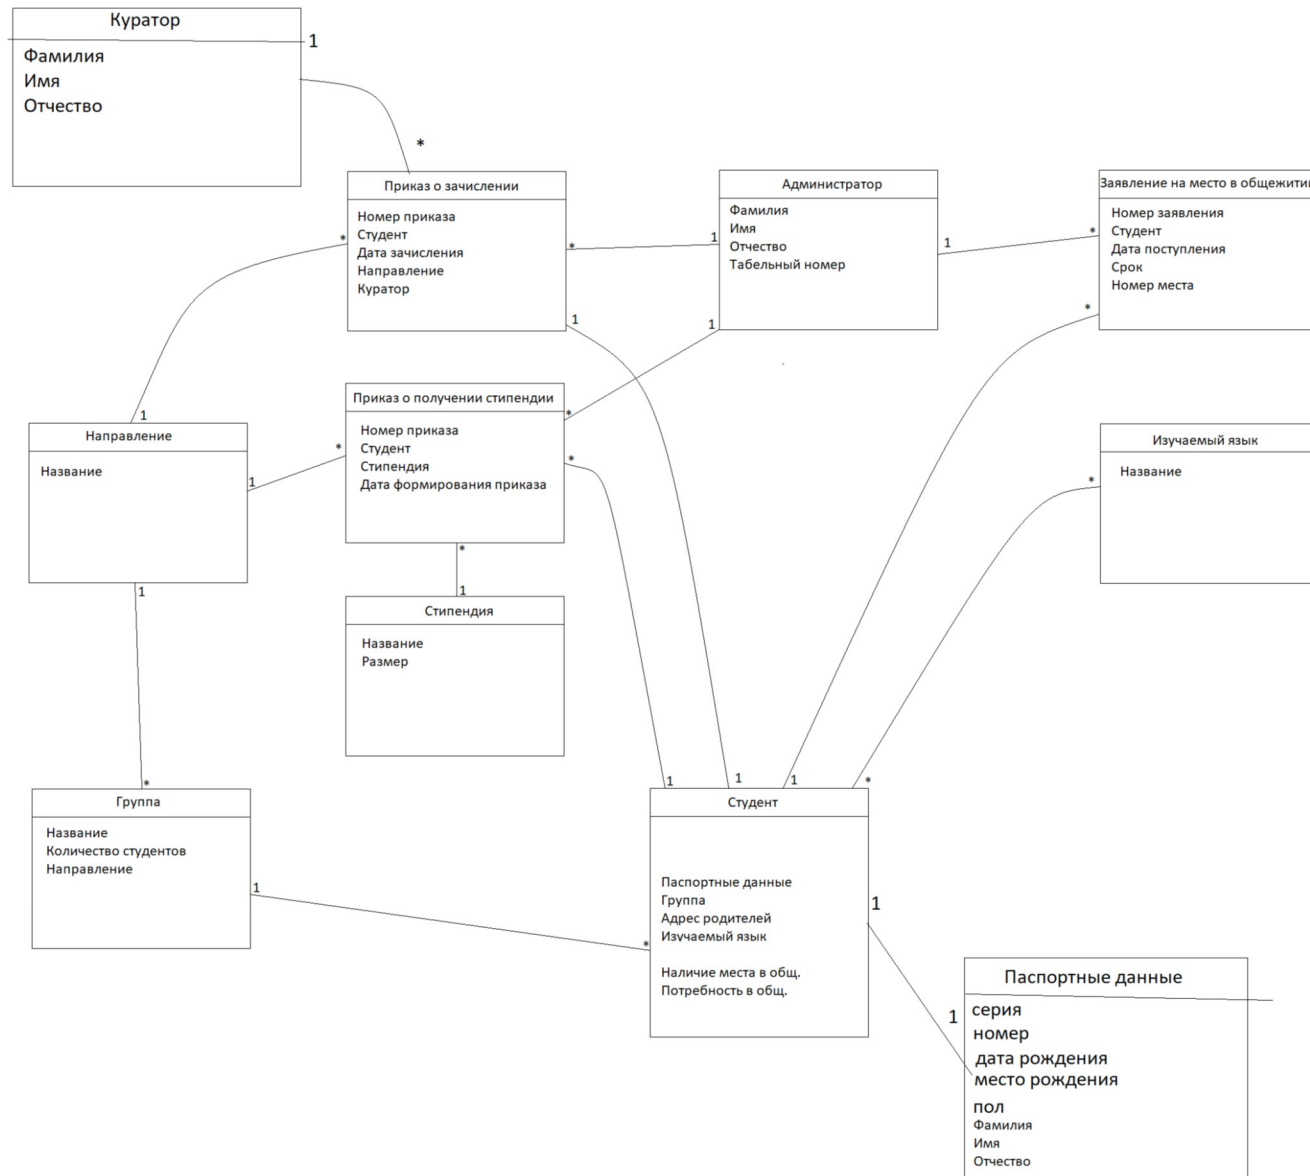 Куратор
1
Фамилия
Имя
Отчество
*
Приказ о зачислении
Номер приказа
Студент
Дата зачисления
Направление
Куратор
*
*
1
1
Администратор
Фамилия
Имя
Отчество
Табельный номер
1
1
*
Заявление на место в общежитии
Номер заявления
Студент
Дата поступления
Срок
Номер места
*
Приказ о получении стипендии
Номер приказа
Студент
Стипендия
Дата формирования приказа
*
*
*
*
1
Направление
Название
1
1
1
Изучаемый язык
Название
*
Стипендия
Название
Размер
1
*
Группа
Название
Количество студентов
Направление
1
1
1
*
Студент
Паспортные данные
Группа
Адрес родителей
Изучаемый язык
Наличие места в общ.
Потребность в общ.
*
1
1
Паспортные данные
серия
номер
дата рождения
место рождения
пол
Фамилия
Имя
Отчество